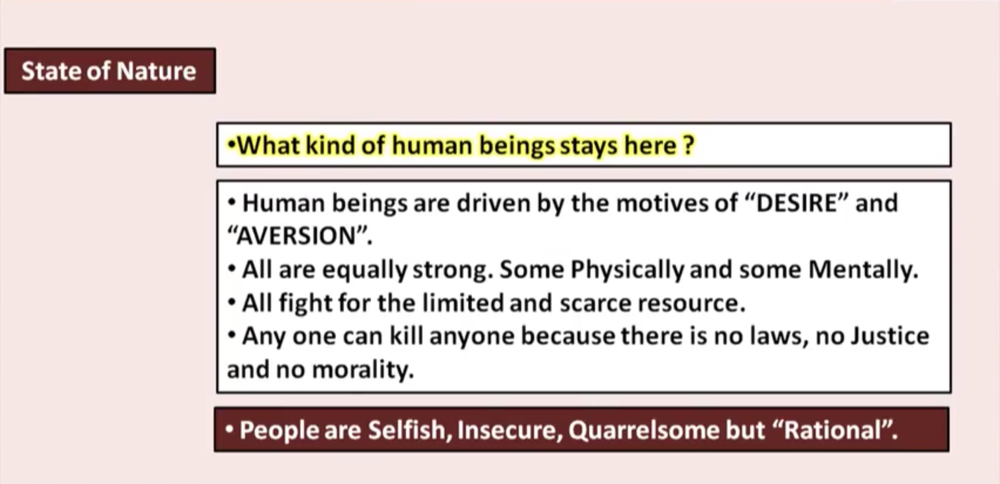 State of Nature
•What kind of human beings stays here ?
• Human beings are driven by the motives of “DESIRE” and
“AVERSION”.
• All are equally strong. Some Physically and some Mentally.
• All fight for the limited and scarce resource.
• Any one can kill anyone because there is no laws, no Justice
and no morality.
• People are Selfish, Insecure, Quarrelsome but “Rational”.